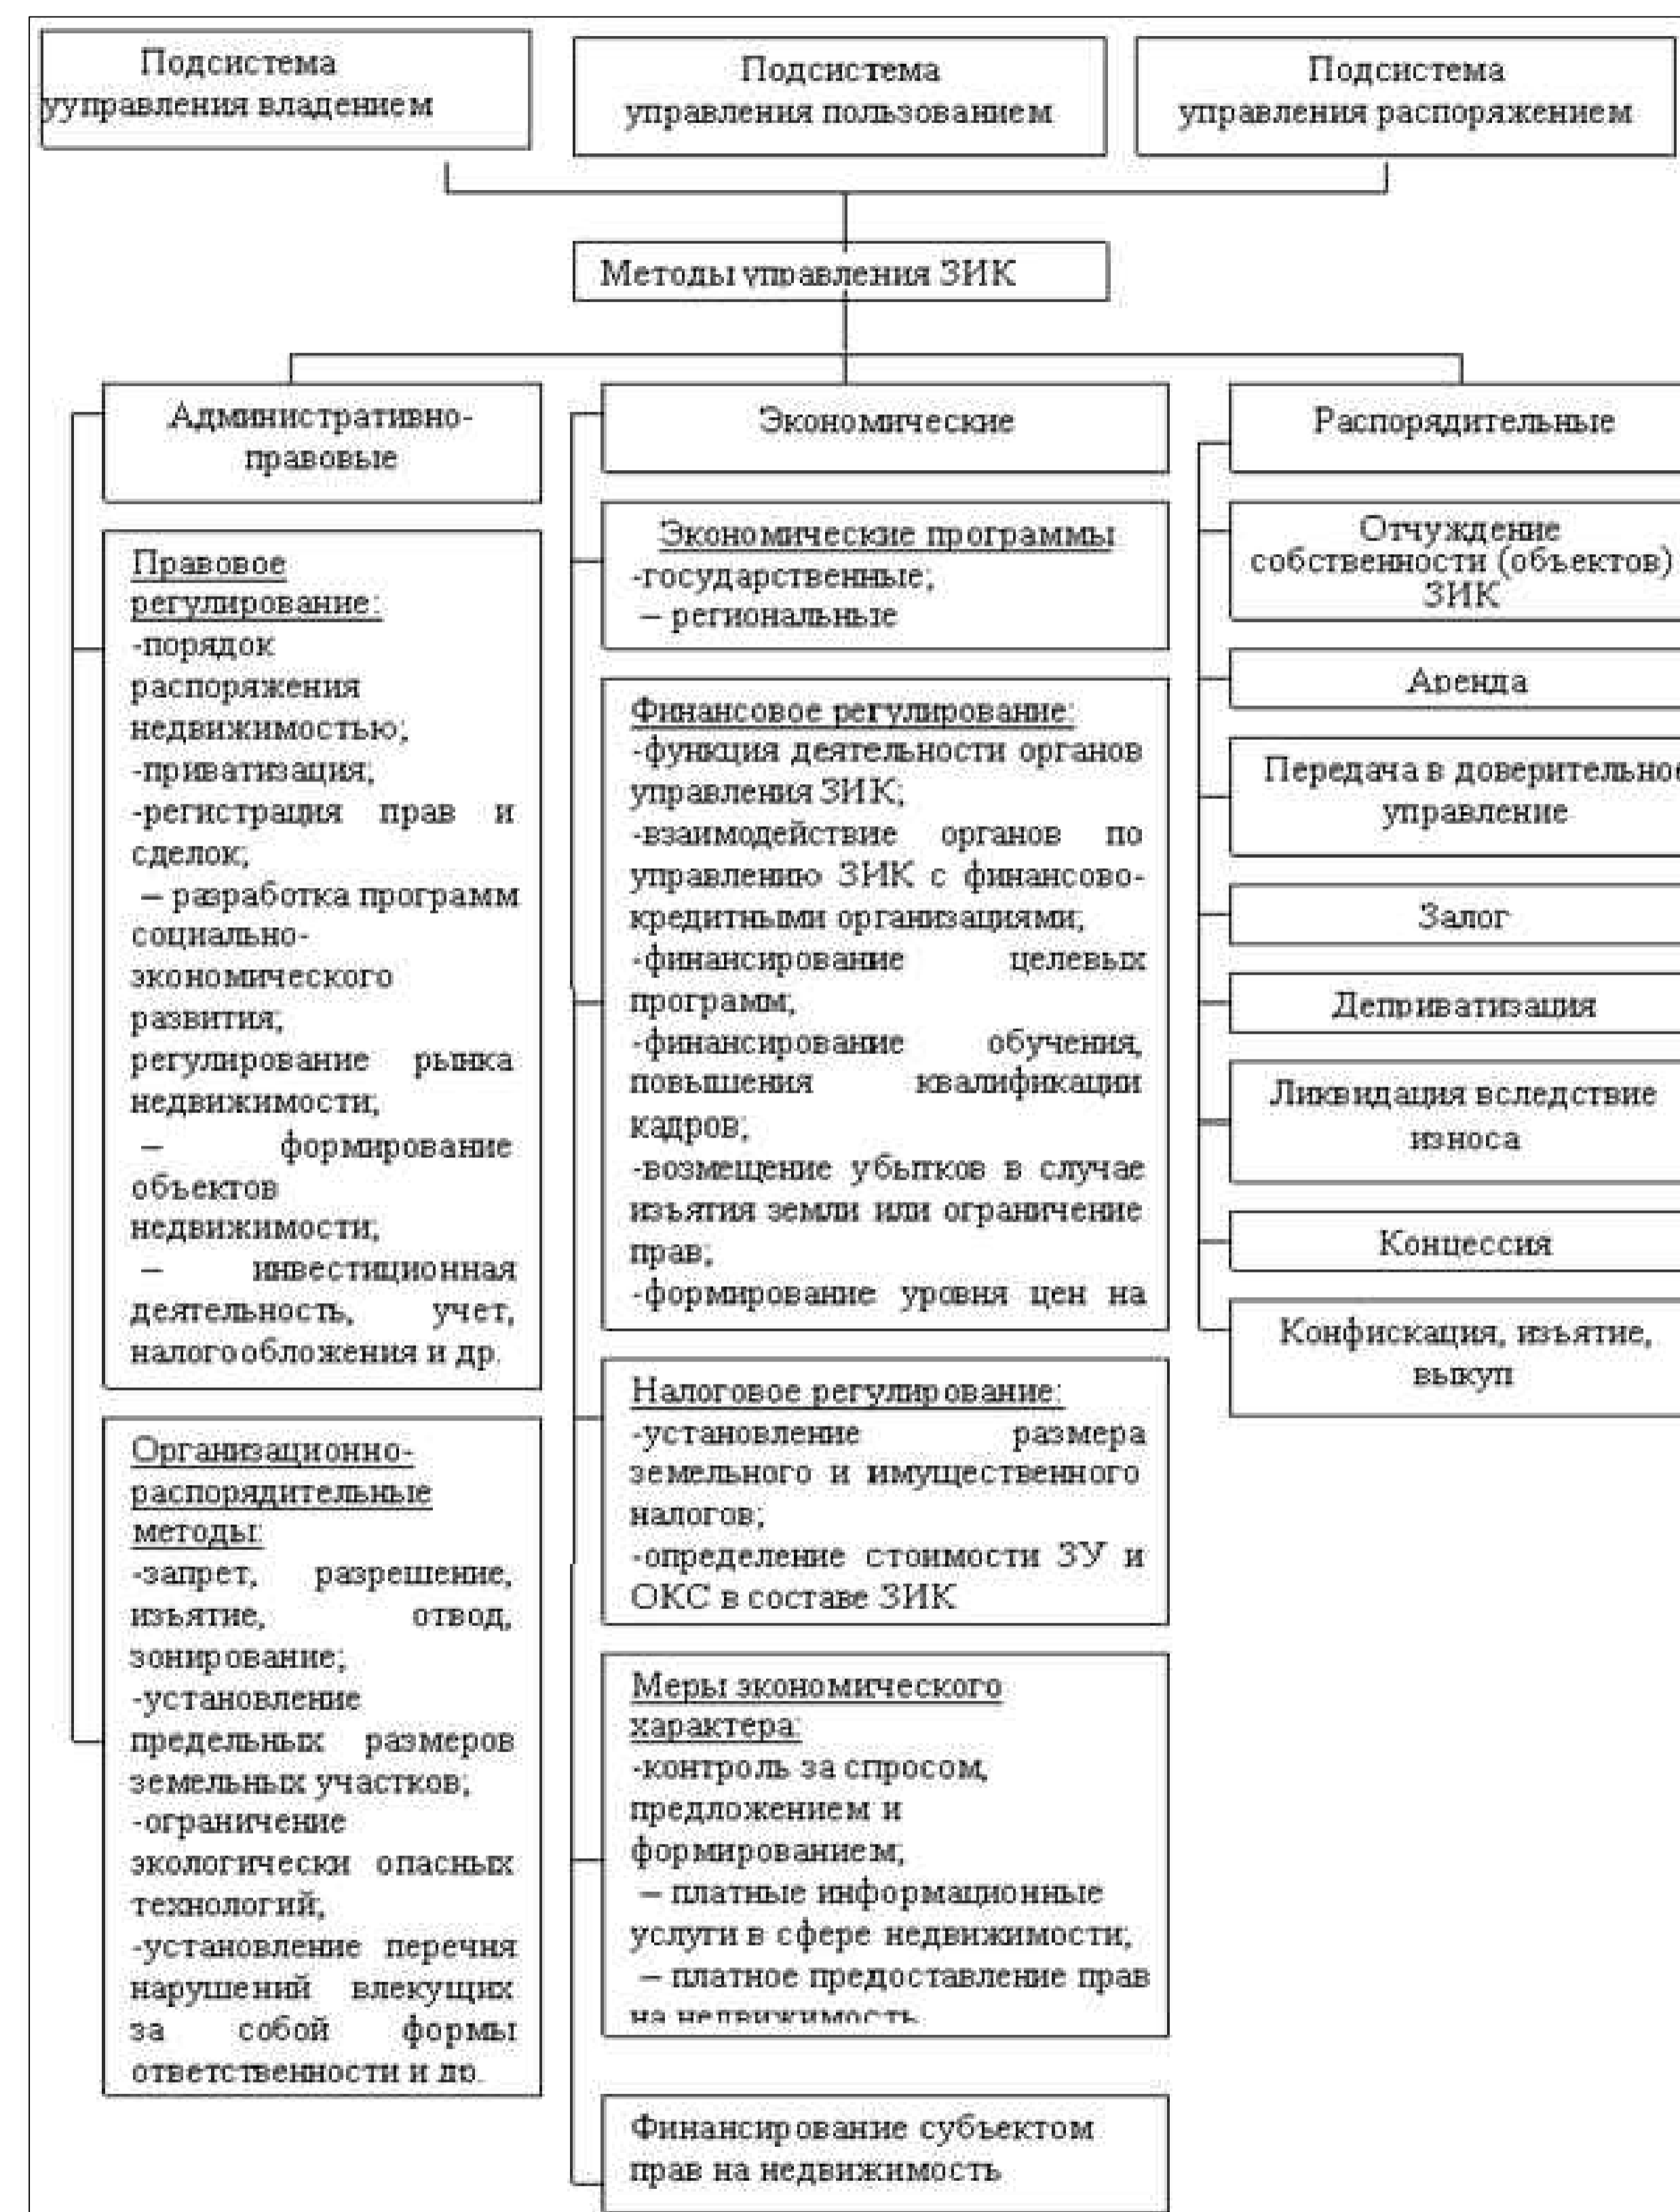 Подсистема
ууправления владением
Подсистема
управления пользованием
Подсистема
управления распоряжением
Методы управления ЗИК
Административно-
правовые
Правовое
регулирование:
-порядок
распоряжения
недвижимостью;
-приватизация;
-регистрация прав и
сделок;
– разработка программ
социально-
экономического
развития;
регулирование рынка
недвижимости;
– формирование
объектов
недвижимости;
– инвестиционная
деятельность, учет,
налогообложения и др.
Организационно-
распорядительные
методы:
-запрет, разрешение,
изъятие, отвод,
зонирование;
-установление
предельных размеров
земельных участков;
-ограничение
экологически опасных
технологий;
-установление перечня
нарушений влекущих
за собой формы
ответственности и др.
Экономические
Экономические программы
-государственные;
– региональные
Финансовое регулирование:
-функция деятельности органов
управления ЗИК;
-взаимодействие органов по
управлению ЗИК с финансово-
кредитными организациями;
-финансирование целевых
программ;
-финансирование обучения,
повышения квалификации
кадров;
-возмещение убытков в случае
изъятия земли или ограничение
прав;
-формирование уровня цен на
Налоговое регулирование:
-установление размера
земельного и имущественного
налогов;
-определение стоимости ЗУ и
ОКС в составе ЗИК
Меры экономического
характера:
-контроль за спросом,
предложением и
формированием;
– платные информационные
услуги в сфере недвижимости;
– платное предоставление прав
на недвижимость
Финансирование субъектом
прав на недвижимость
Распорядительные
Отчуждение
собственности (объектов)
ЗИК
Аренда
Передача в доверительное
управление
Залог
Деприватизация
Ликвидация вследствие
износа
Концессия
Конфискация, изъятие,
выкуп